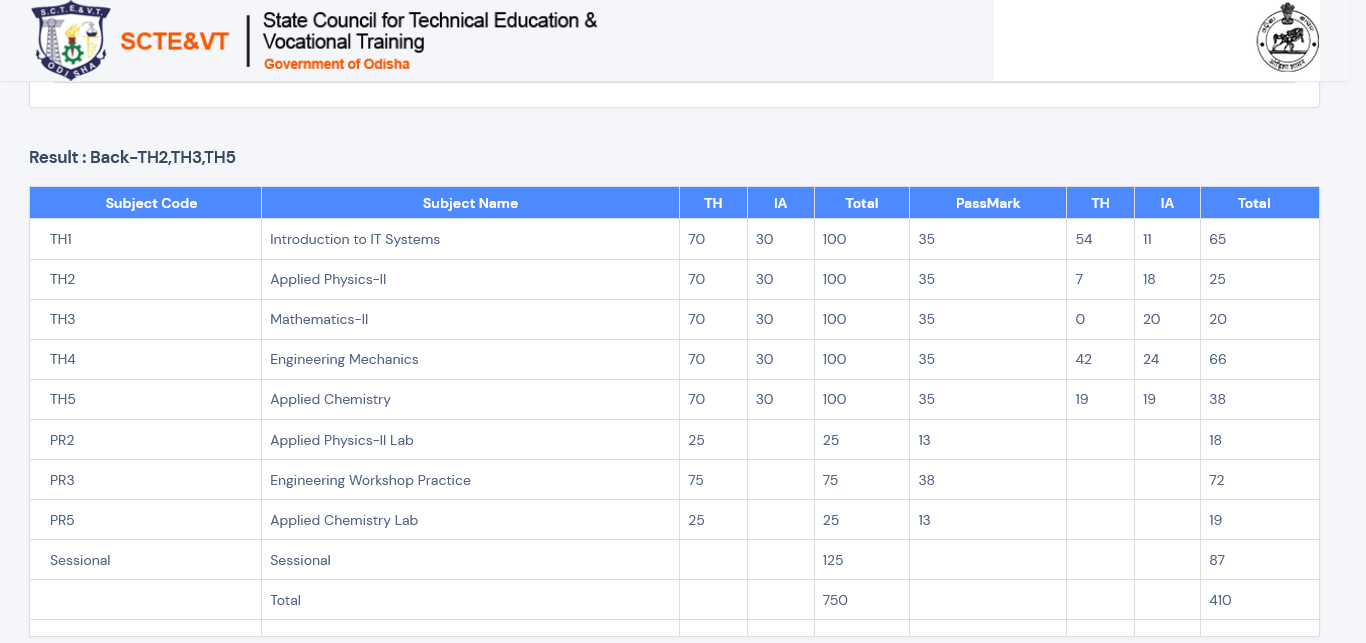 S.C.T.E.&V.T.
ODISHA
SCTE&VT
State Council for Technical Education &
Vocational Training
Government of Odisha
Result : Back-TH2,TH3,TH5
Subject Code Subject Name TH IA Total PassMark TH IA Total
TH1 Introduction to IT Systems 70 30 100 35 54 11 65
TH2 Applied Physics-II 70 30 100 35 7 18 25
TH3 Mathematics-II 70 30 100 35 0 20 20
TH4 Engineering Mechanics 70 30 100 35 42 24 66
TH5 Applied Chemistry 70 30 100 35 19 19 38
PR2 Applied Physics-II Lab 25 25 13 18
PR3 Engineering Workshop Practice 75 75 38 72
PR5 Applied Chemistry Lab 25 25 13 19
Sessional Sessional 125 87
Total 750 410